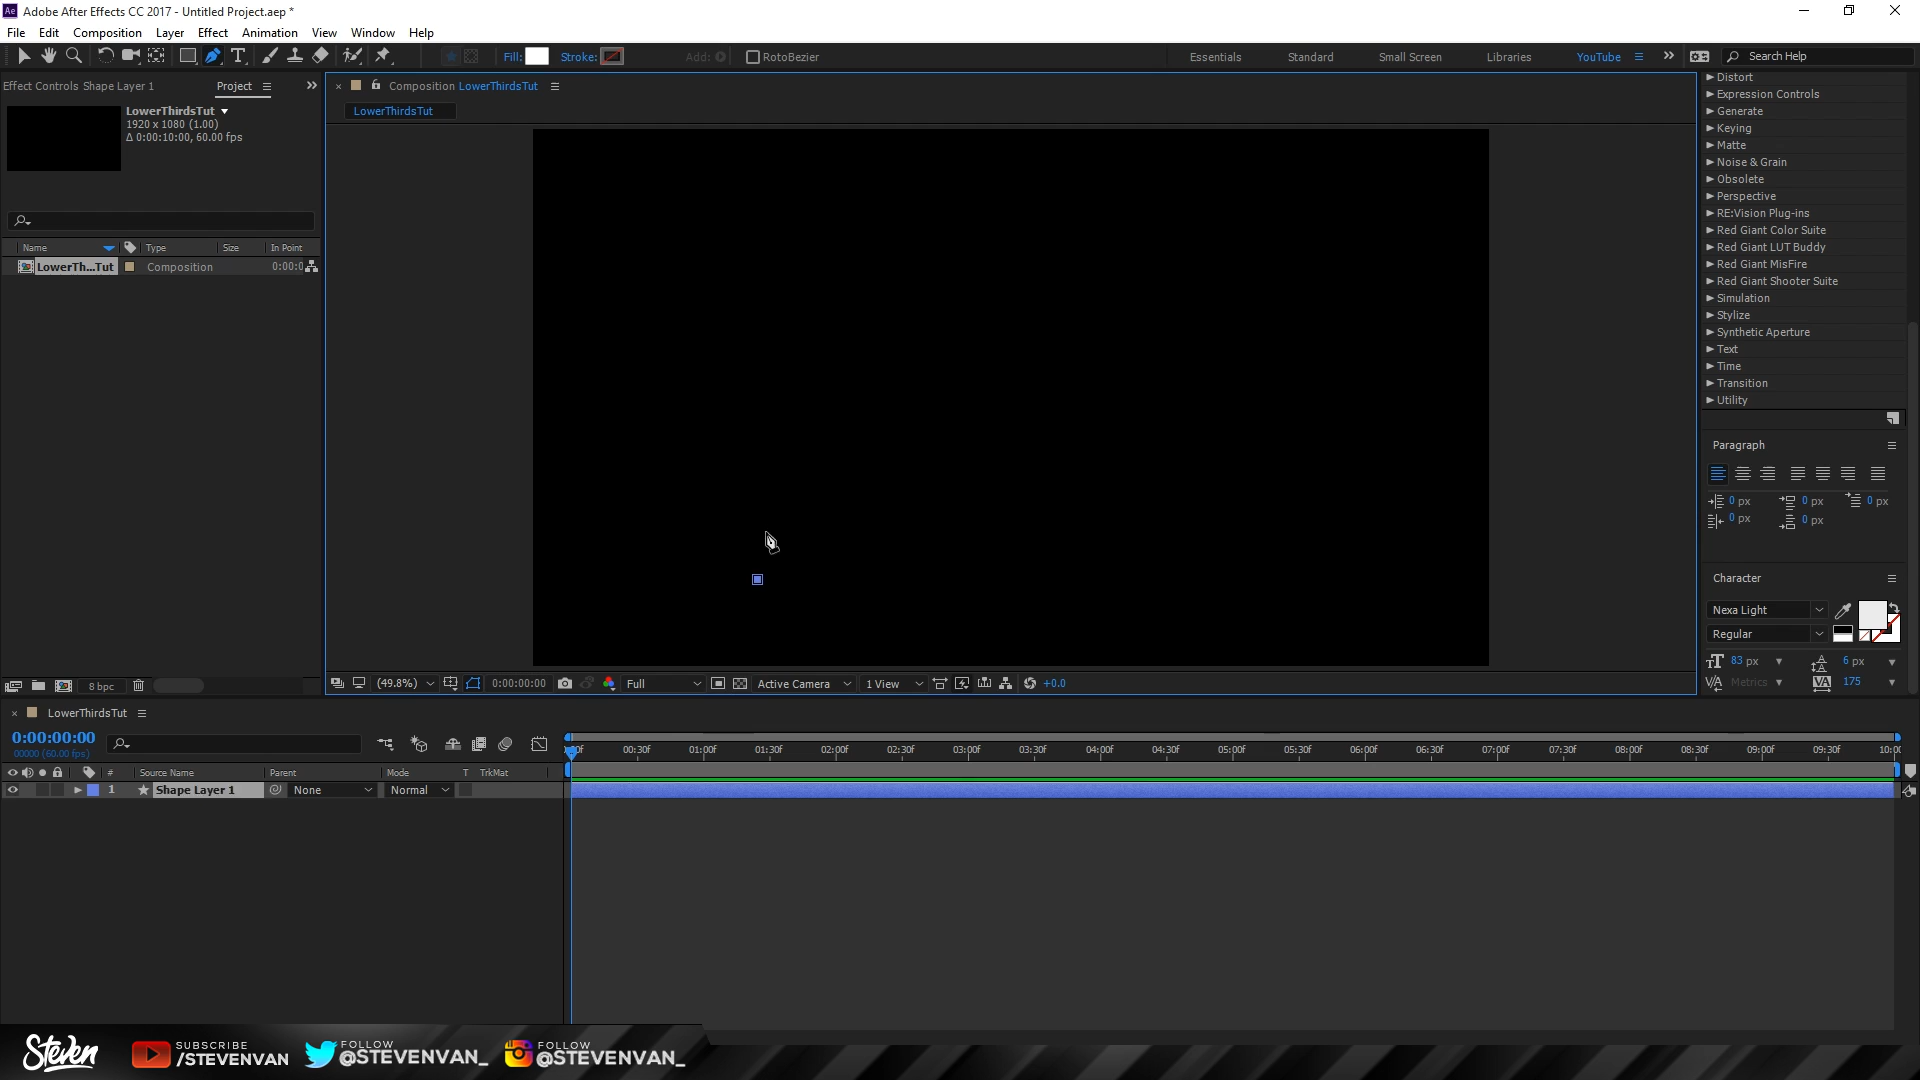 Ae Adobe After Effects CC 2017 - Untitled Project.aep *
File Edit Composition Layer Effect Animation View Window Help
Fill: Stroke: Add: RotoBezier Essentials Standard Small Screen Libraries YouTube Search Help
Effect Controls Shape Layer 1 Project
LowerThirdsTut
1920 x 1080 (1.00)
Δ 0:00:10:00, 60.00 fps
Name Type Size In Point
LowerTh...Tut Composition 0:00:0
8 bpc
Composition LowerThirdsTut
LowerThirdsTut
(49.8%) 0:00:00:00 Full Active Camera 1 View +0.0
Distort
Expression Controls
Generate
Keying
Matte
Noise & Grain
Obsolete
Perspective
RE:Vision Plug-ins
Red Giant Color Suite
Red Giant LUT Buddy
Red Giant MisFire
Red Giant Shooter Suite
Simulation
Stylize
Synthetic Aperture
Text
Time
Transition
Utility
Paragraph
0 px 0 px 0 px
0 px 0 px
Character
Nexa Light
Regular
83 px 6 px
Metrics 175
LowerThirdsTut
0:00:00:00
00000 (60.00 fps)
00f 00:30f 01:00f 01:30f 02:00f 02:30f 03:00f 03:30f 04:00f 04:30f 05:00f 05:30f 06:00f 06:30f 07:00f 07:30f 08:00f 08:30f 09:00f 09:30f 10:00
# Source Name Parent Mode T TrkMat
1 Shape Layer 1 None Normal
Steven
SUBSCRIBE
/STEVENVAN
FOLLOW
@STEVENVAN_
FOLLOW
@STEVENVAN_